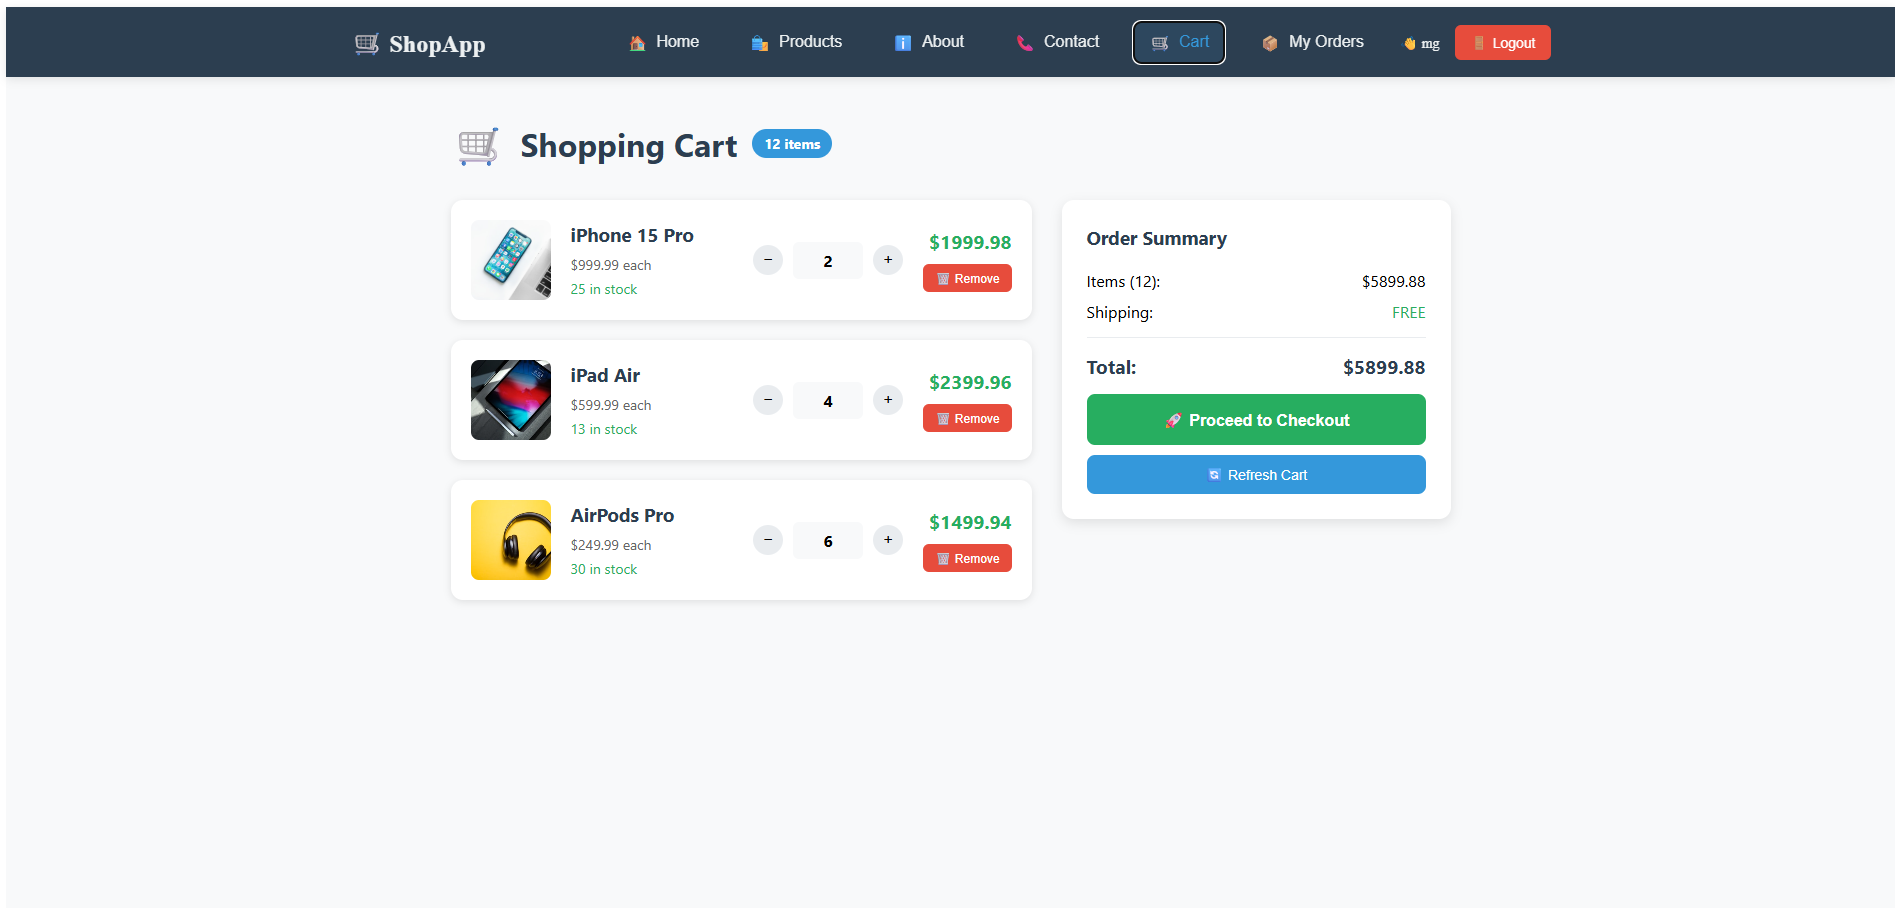 ShopApp
Home
Products
About
Contact
Cart
My Orders
mg
Logout
Shopping Cart
12 items
iPhone 15 Pro
$999.99 each
25 in stock
−
2
+
$1999.98
Remove
iPad Air
$599.99 each
13 in stock
−
4
+
$2399.96
Remove
AirPods Pro
$249.99 each
30 in stock
−
6
+
$1499.94
Remove
Order Summary
Items (12): $5899.88
Shipping: FREE
Total: $5899.88
Proceed to Checkout
Refresh Cart